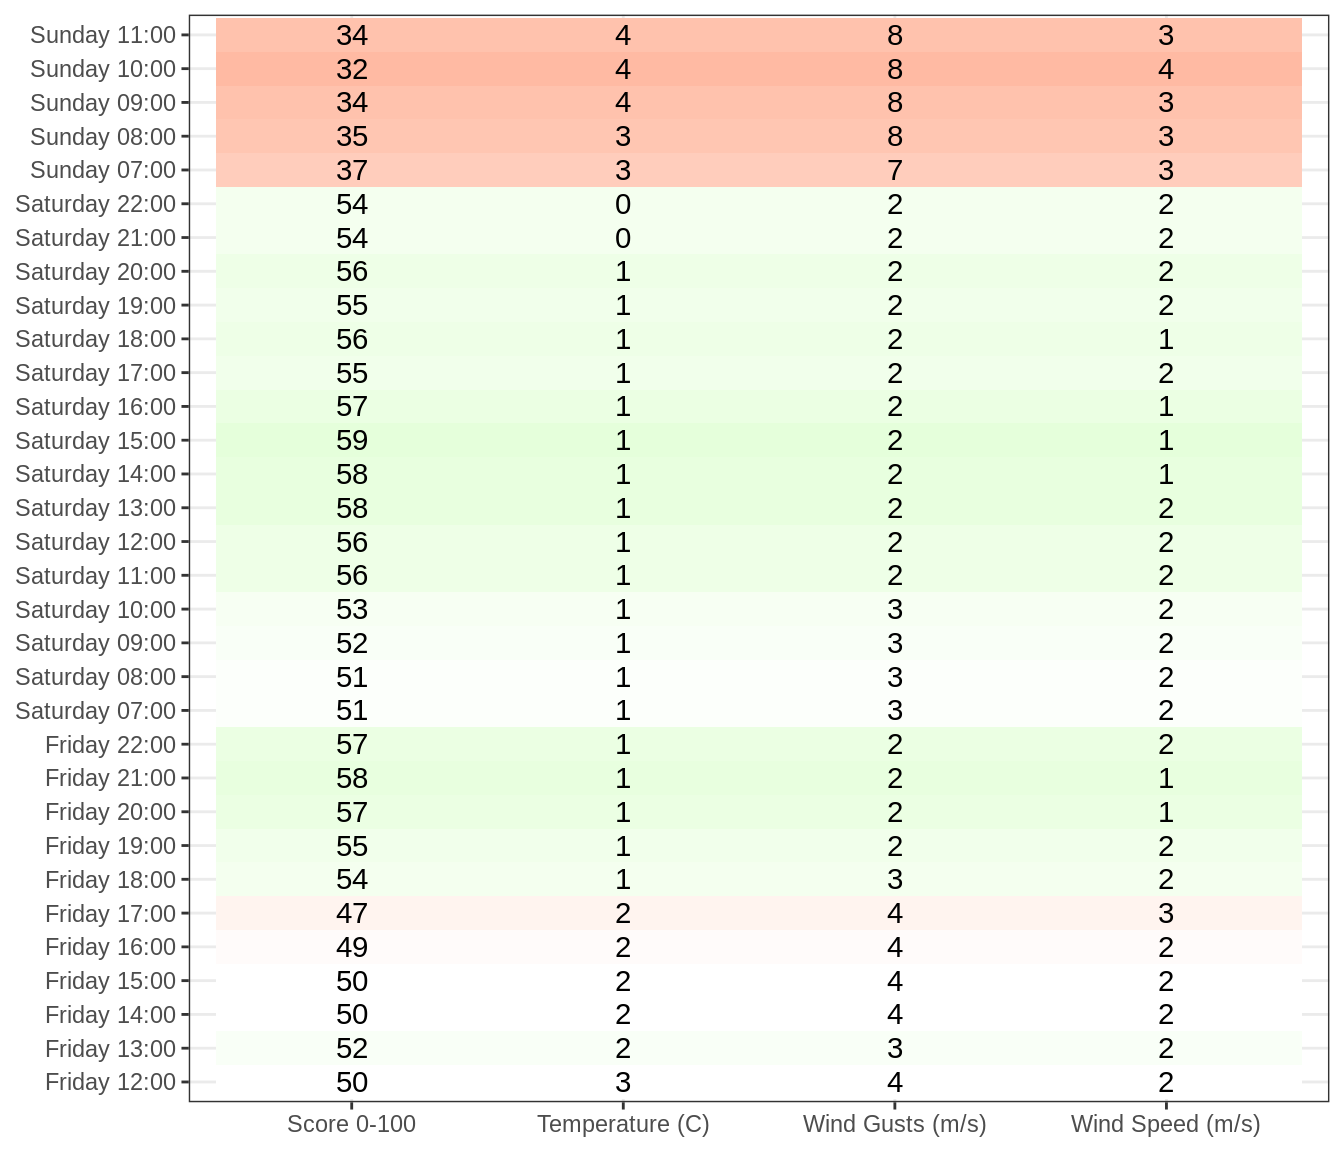 Sunday 11:00 34 4 8 3
Sunday 10:00 32 4 8 4
Sunday 09:00 34 4 8 3
Sunday 08:00 35 3 8 3
Sunday 07:00 37 3 7 3
Saturday 22:00 54 0 2 2
Saturday 21:00 54 0 2 2
Saturday 20:00 56 1 2 2
Saturday 19:00 55 1 2 2
Saturday 18:00 56 1 2 1
Saturday 17:00 55 1 2 2
Saturday 16:00 57 1 2 1
Saturday 15:00 59 1 2 1
Saturday 14:00 58 1 2 1
Saturday 13:00 58 1 2 2
Saturday 12:00 56 1 2 2
Saturday 11:00 56 1 2 2
Saturday 10:00 53 1 3 2
Saturday 09:00 52 1 3 2
Saturday 08:00 51 1 3 2
Saturday 07:00 51 1 3 2
Friday 22:00 57 1 2 2
Friday 21:00 58 1 2 1
Friday 20:00 57 1 2 1
Friday 19:00 55 1 2 2
Friday 18:00 54 1 3 2
Friday 17:00 47 2 4 3
Friday 16:00 49 2 4 2
Friday 15:00 50 2 4 2
Friday 14:00 50 2 4 2
Friday 13:00 52 2 3 2
Friday 12:00 50 3 4 2
Score 0-100 Temperature (C) Wind Gusts (m/s) Wind Speed (m/s)